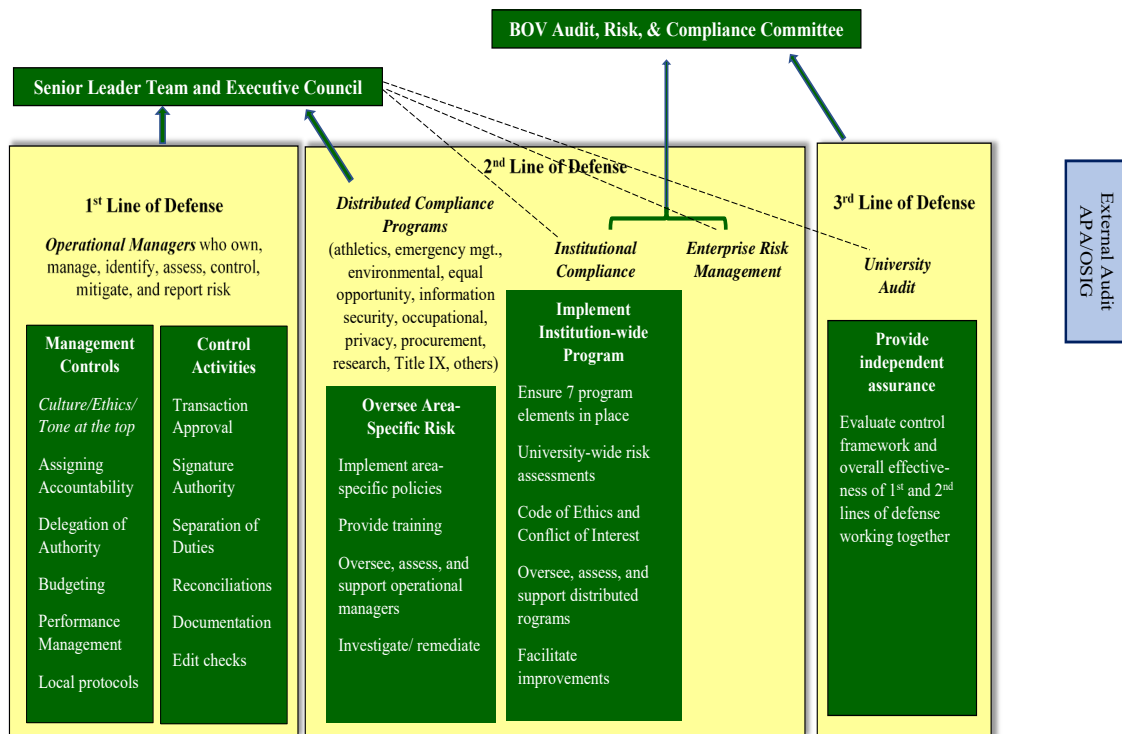 BOV Audit, Risk, & Compliance Committee
Senior Leader Team and Executive Council
1st Line of Defense
Operational Managers who own,
manage, identify, assess, control,
mitigate, and report risk
Management
Controls
Culture/Ethics/
Tone at the top
Assigning
Accountability
Delegation of
Authority
Budgeting
Performance
Management
Local protocols
Control
Activities
Transaction
Approval
Signature
Authority
Separation of
Duties
Reconciliations
Documentation
Edit checks
2nd Line of Defense
Distributed Compliance
Programs
(athletics, emergency mgt.,
environmental, equal
opportunity, information
security, occupational,
privacy, procurement,
research, Title IX, others)
Oversee Area-
Specific Risk
Implement area-
specific policies
Provide training
Oversee, assess, and
support operational
managers
Investigate/ remediate
Institutional
Compliance
Implement
Institution-wide
Program
Ensure 7 program
elements in place
University-wide risk
assessments
Code of Ethics and
Conflict of Interest
Oversee, assess, and
support distributed
rograms
Facilitate
improvements
Enterprise Risk
Management
3rd Line of Defense
University
Audit
Provide
independent
assurance
Evaluate control
framework and
overall effective-
ness of 1st and 2nd
lines of defense
working together
External Audit
APA/OSIG